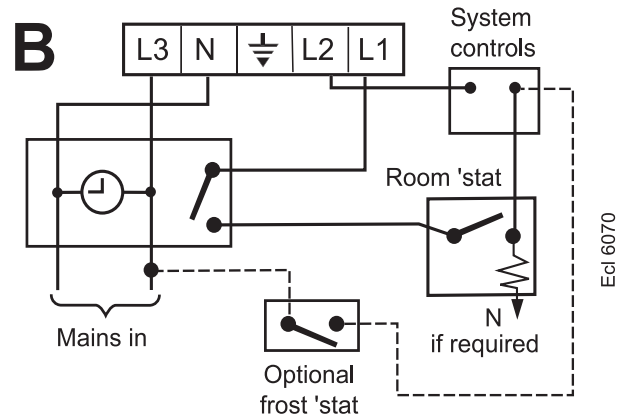 B
L3 N L2 L1
System
controls
Room 'stat
Mains in
N
if required
Optional
frost 'stat
Ecl 6070